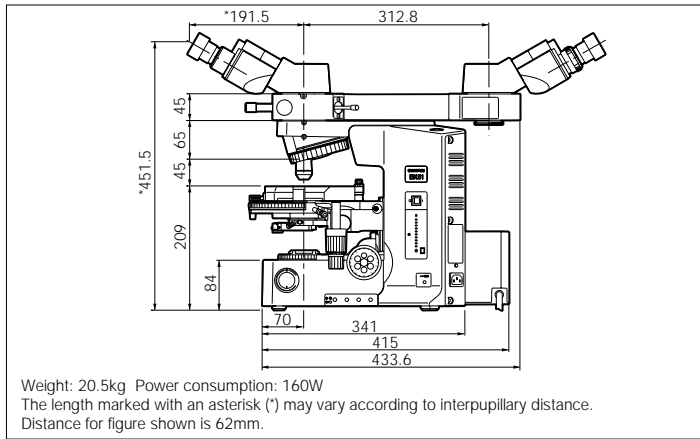 *191.5 312.8
45
65
45
*451.5
209
84
OLYMPUS
BX51
70
341
415
433.6
Weight: 20.5kg Power consumption: 160W
The length marked with an asterisk (*) may vary according to interpupillary distance.
Distance for figure shown is 62mm.